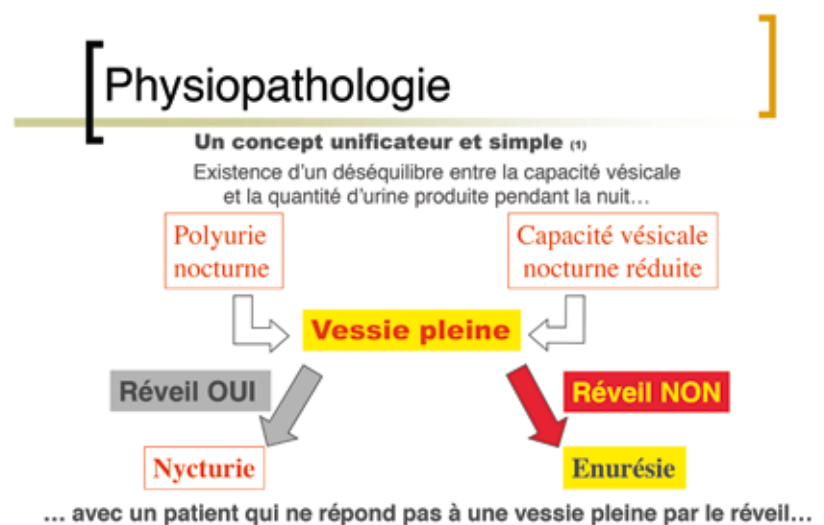 Physiopathologie
Un concept unificateur et simple (1)
Existence d'un déséquilibre entre la capacité vésicale
et la quantité d'urine produite pendant la nuit…
Polyurie
nocturne
Capacité vésicale
nocturne réduite
Vessie pleine
Réveil OUI
Réveil NON
Nycturie
Enurésie
… avec un patient qui ne répond pas à une vessie pleine par le réveil…